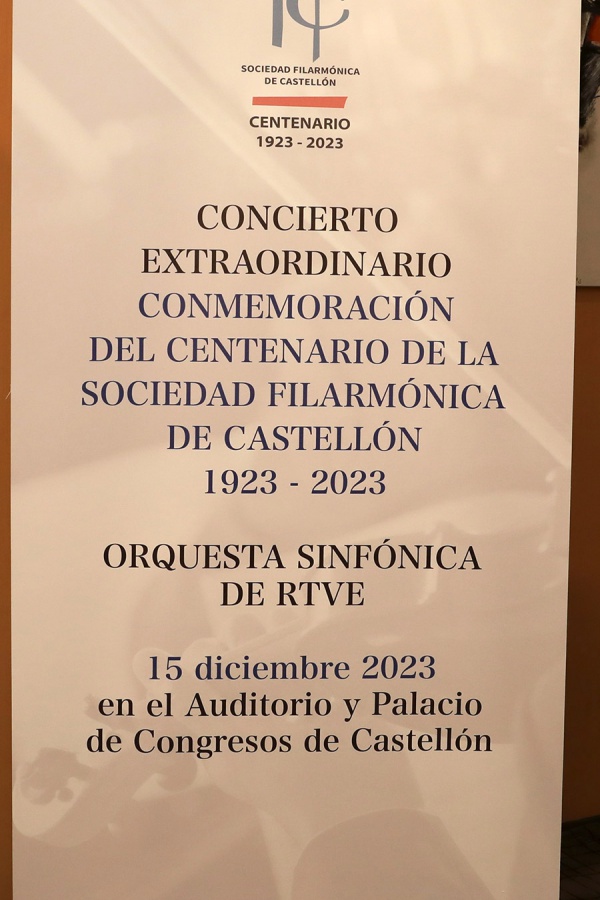 SOCIEDAD FILARMÓNICA
DE CASTELLÓN
CENTENARIO
1923 - 2023
CONCIERTO
EXTRAORDINARIO
CONMEMORACIÓN
DEL CENTENARIO DE LA
SOCIEDAD FILARMÓNICA
DE CASTELLÓN
1923 - 2023
ORQUESTA SINFÓNICA
DE RTVE
15 diciembre 2023
en el Auditorio y Palacio
de Congresos de Castellón